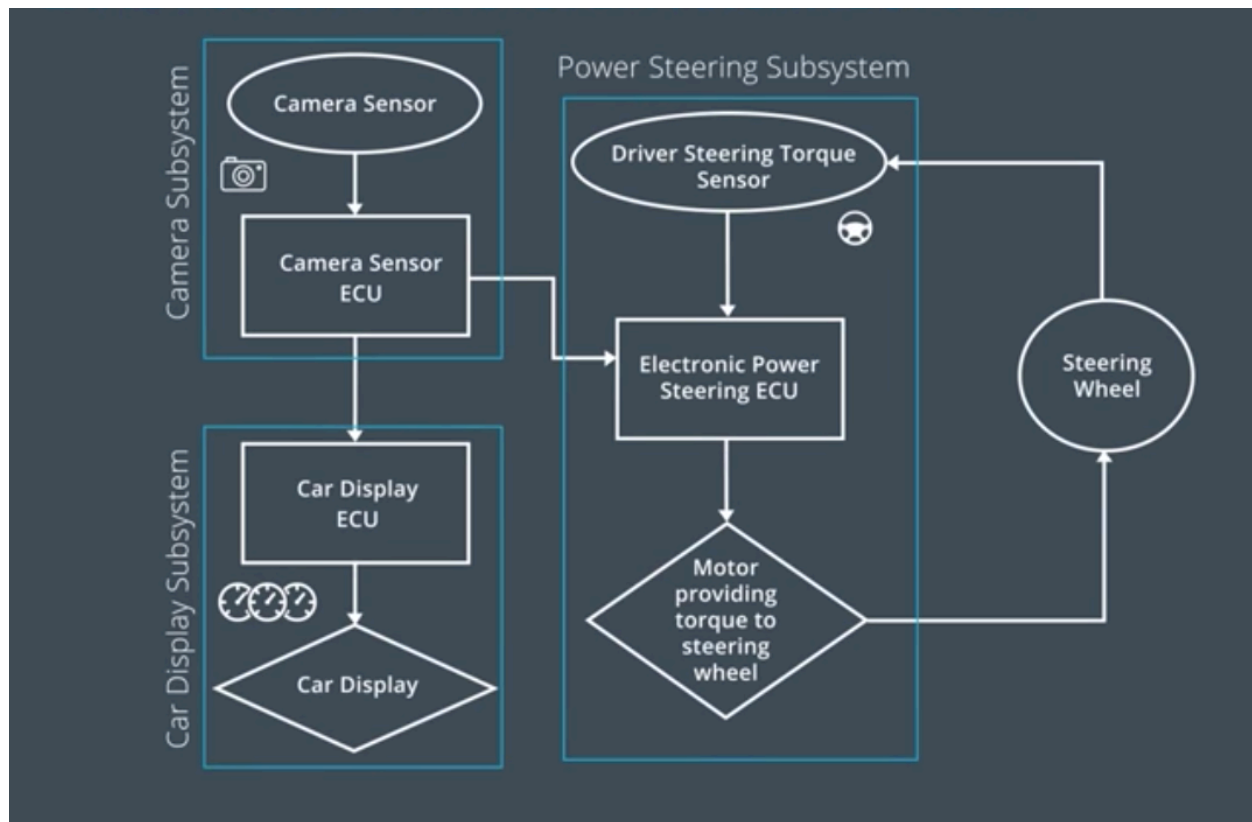 Camera Subsystem
Camera Sensor
Camera Sensor
ECU
Car Display Subsystem
Car Display
ECU
Car Display
Power Steering Subsystem
Driver Steering Torque
Sensor
Electronic Power
Steering ECU
Motor
providing
torque to
steering
wheel
Steering
Wheel